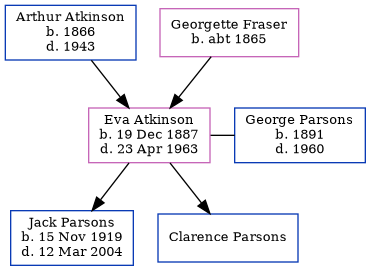 Arthur Atkinson
b. 1866
d. 1943
Georgette Fraser
b. abt 1865
Eva Atkinson
b. 19 Dec 1887
d. 23 Apr 1963
George Parsons
b. 1891
d. 1960
Jack Parsons
b. 15 Nov 1919
d. 12 Mar 2004
Clarence Parsons